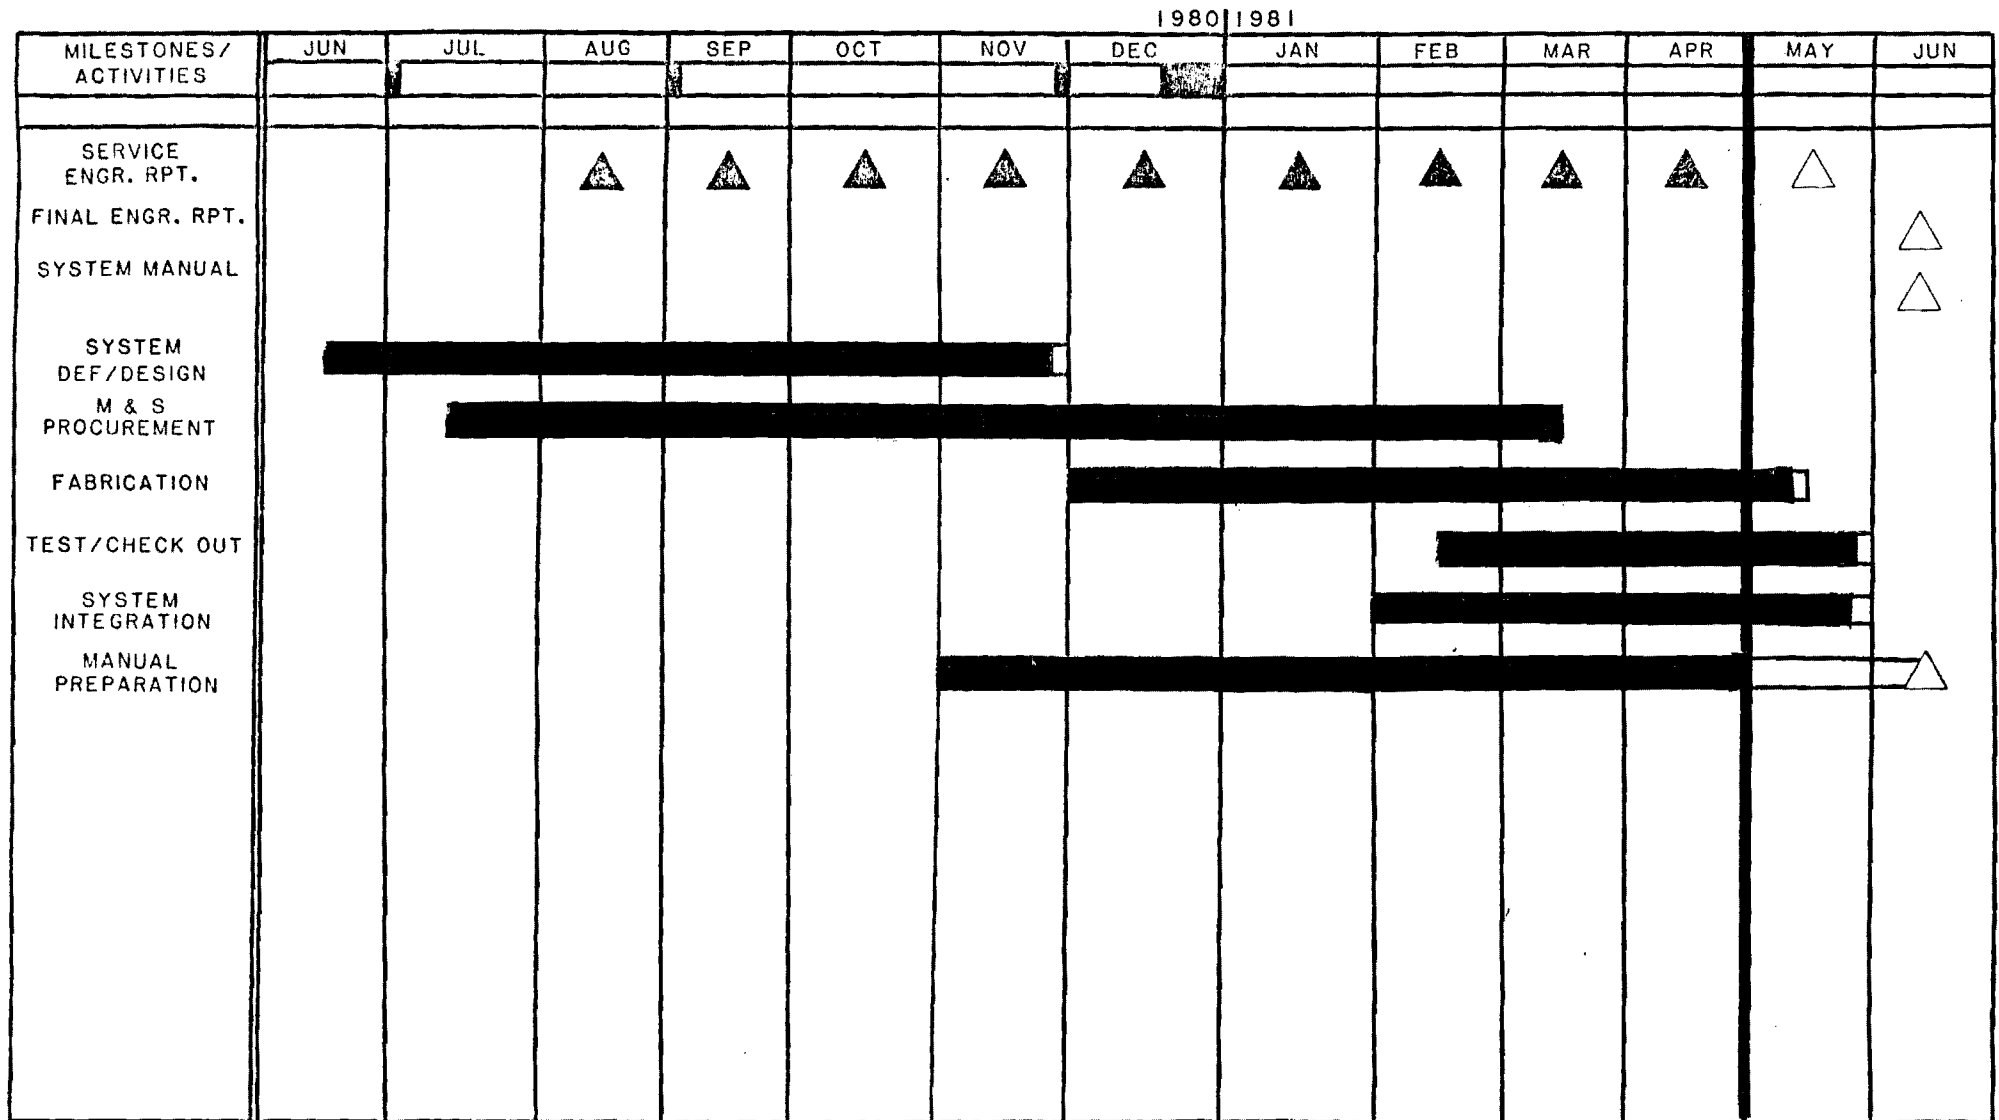 1980 1981
MILESTONES/
ACTIVITIES
JUN JUL AUG SEP OCT NOV DEC JAN FEB MAR APR MAY JUN
SERVICE
ENGR. RPT.
FINAL ENGR. RPT.
SYSTEM MANUAL
SYSTEM
DEF/DESIGN
M & S
PROCUREMENT
FABRICATION
TEST/CHECK OUT
SYSTEM
INTEGRATION
MANUAL
PREPARATION